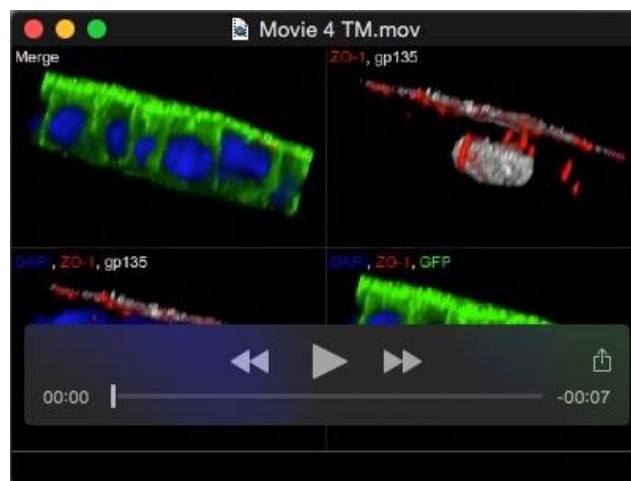 Movie 4 TM.mov
Merge
ZO-1, gp135
DAPI, ZO-1, gp135
DAPI, ZO-1, GFP
00:00
-00:07